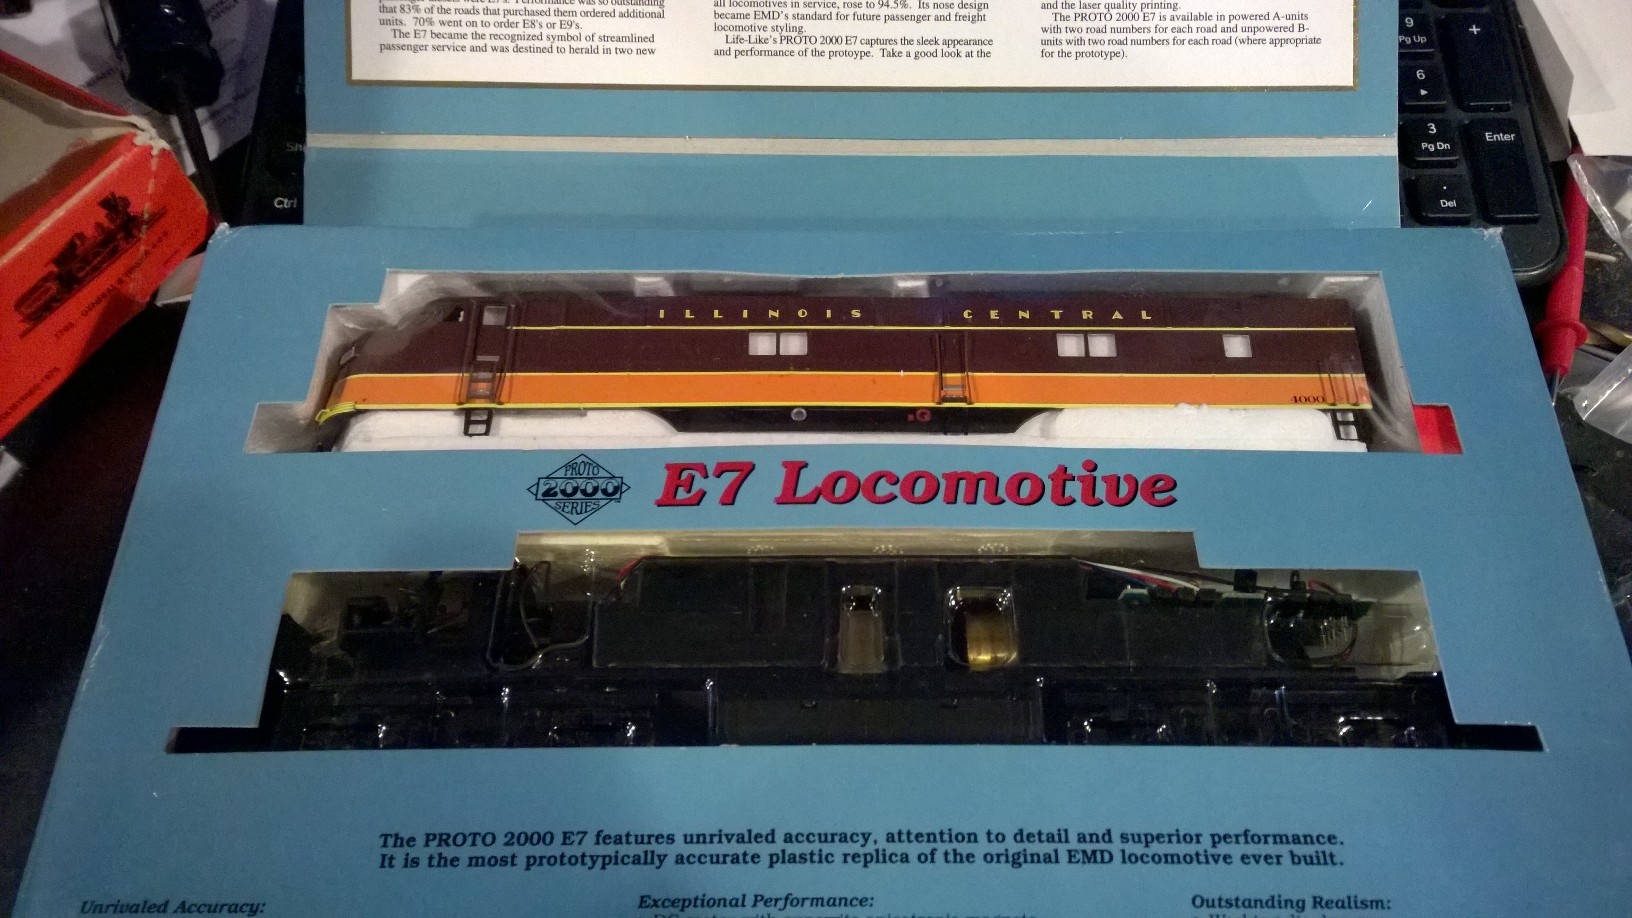 that 83% of the roads that purchased them ordered additional
units. 70% went on to order E8's or E9's.
The E7 became the recognized symbol of streamlined
passenger service and was destined to herald in two new
all locomotives in service, rose to 94.5%. Its nose design
became EMD's standard for future passenger and freight
locomotive styling.
Life-Like's PROTO 2000 E7 captures the sleek appearance
and performance of the protoype. Take a good look at the
and the laser quality printing.
The PROTO 2000 E7 is available in powered A-units
with two road numbers for each road and unpowered B-
units with two road numbers for each road (where appropriate
for the prototype).
9
Pg Up
+
6
3
Pg Dn
Enter
.
Del
Ctrl
ILLINOIS CENTRAL
4000
PROTO
2000
SERIES
E7 Locomotive
The PROTO 2000 E7 features unrivaled accuracy, attention to detail and superior performance.
It is the most prototypically accurate plastic replica of the original EMD locomotive ever built.
Unrivaled Accuracy:
Exceptional Performance:
Outstanding Realism: